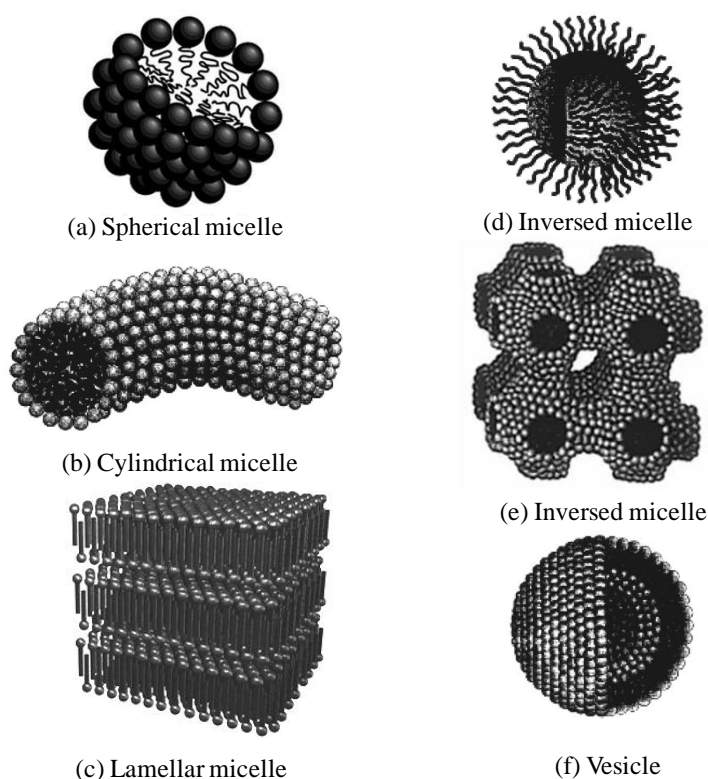 (a) Spherical micelle
(d) Inversed micelle
(b) Cylindrical micelle
(e) Inversed micelle
(c) Lamellar micelle
(f) Vesicle